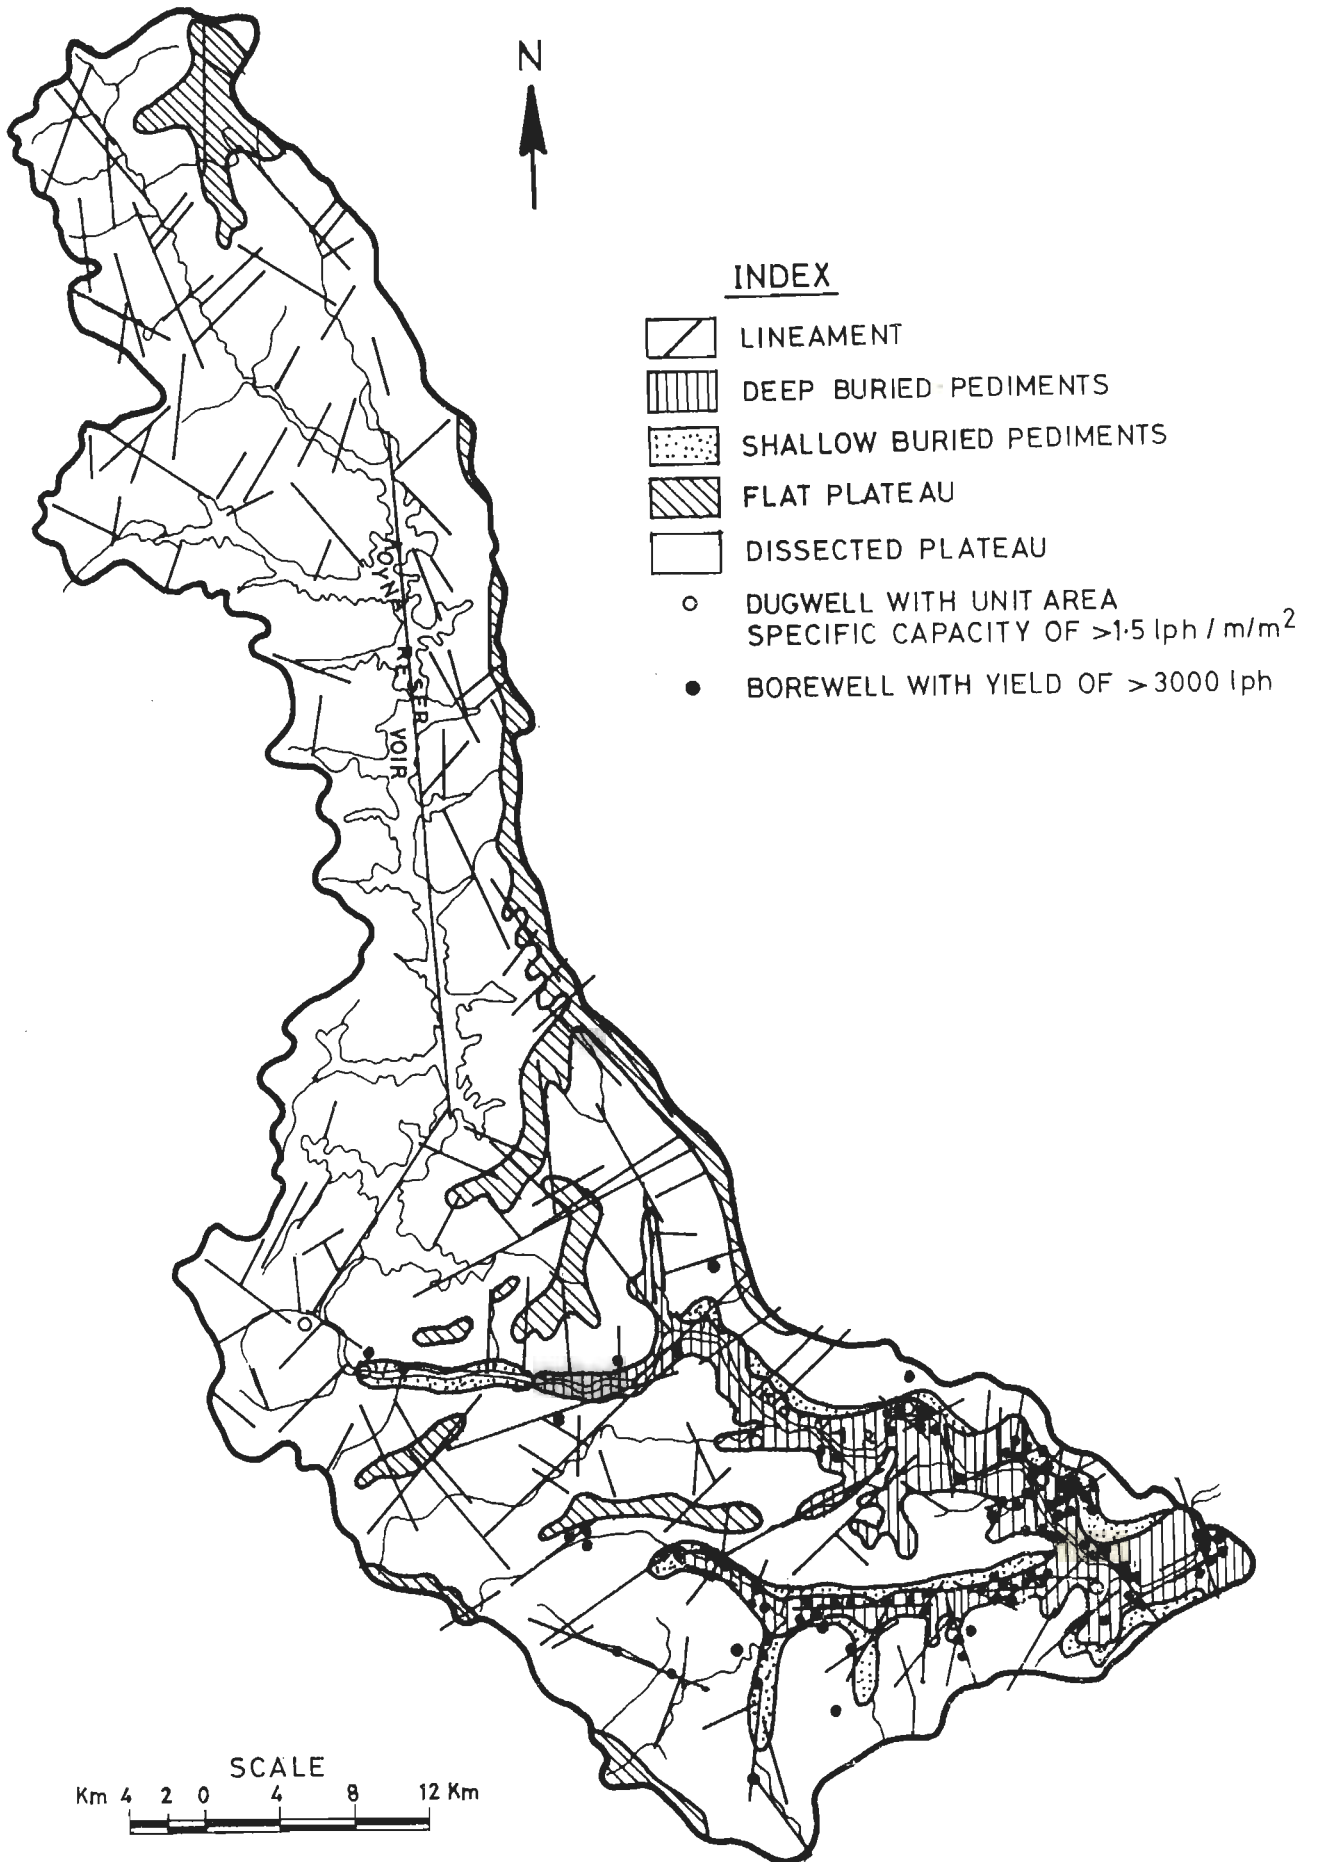 N
INDEX
LINEAMENT
DEEP BURIED PEDIMENTS
SHALLOW BURIED PEDIMENTS
FLAT PLATEAU
DISSECTED PLATEAU
DUGWELL WITH UNIT AREA
SPECIFIC CAPACITY OF >1·5 lph / m/m²
BOREWELL WITH YIELD OF >3000 lph
KOYNA RESERVOIR
SCALE
Km 4 2 0 4 8 12 Km